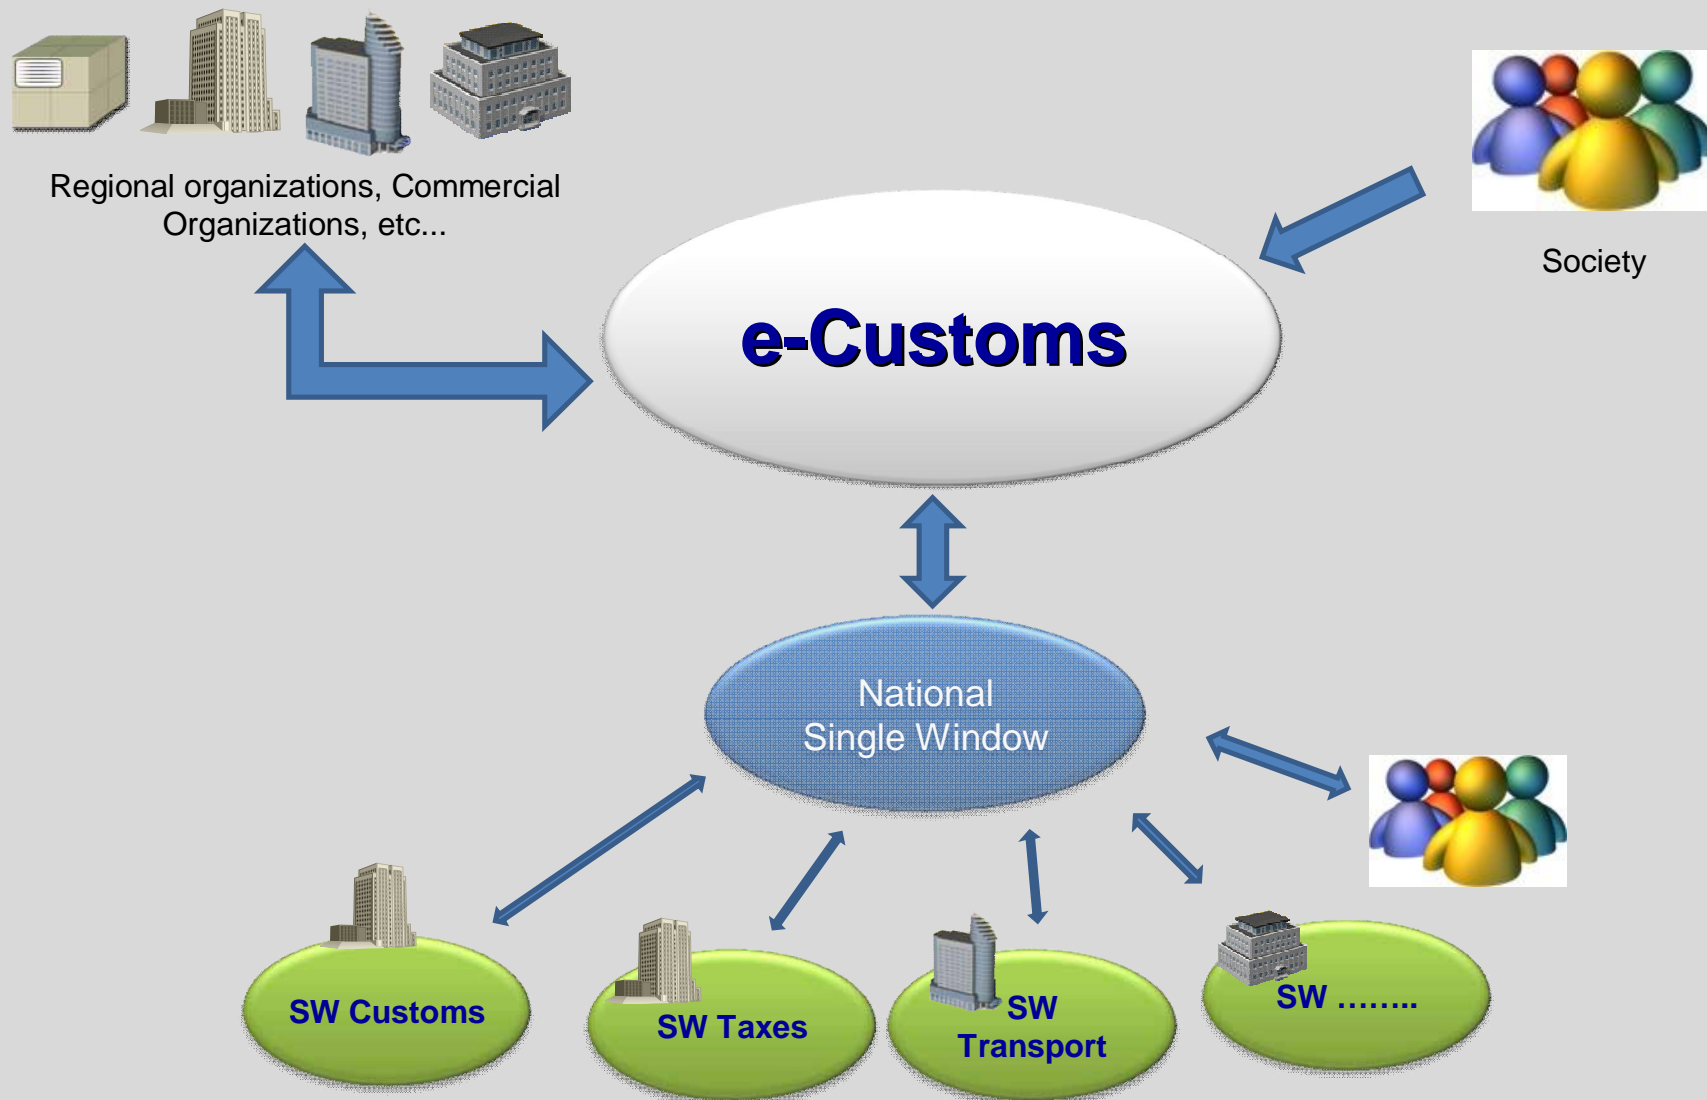 Regional organizations, Commercial
Organizations, etc...
Society
e-Customs
National
Single Window
SW Customs
SW Taxes
SW
Transport
SW ……..